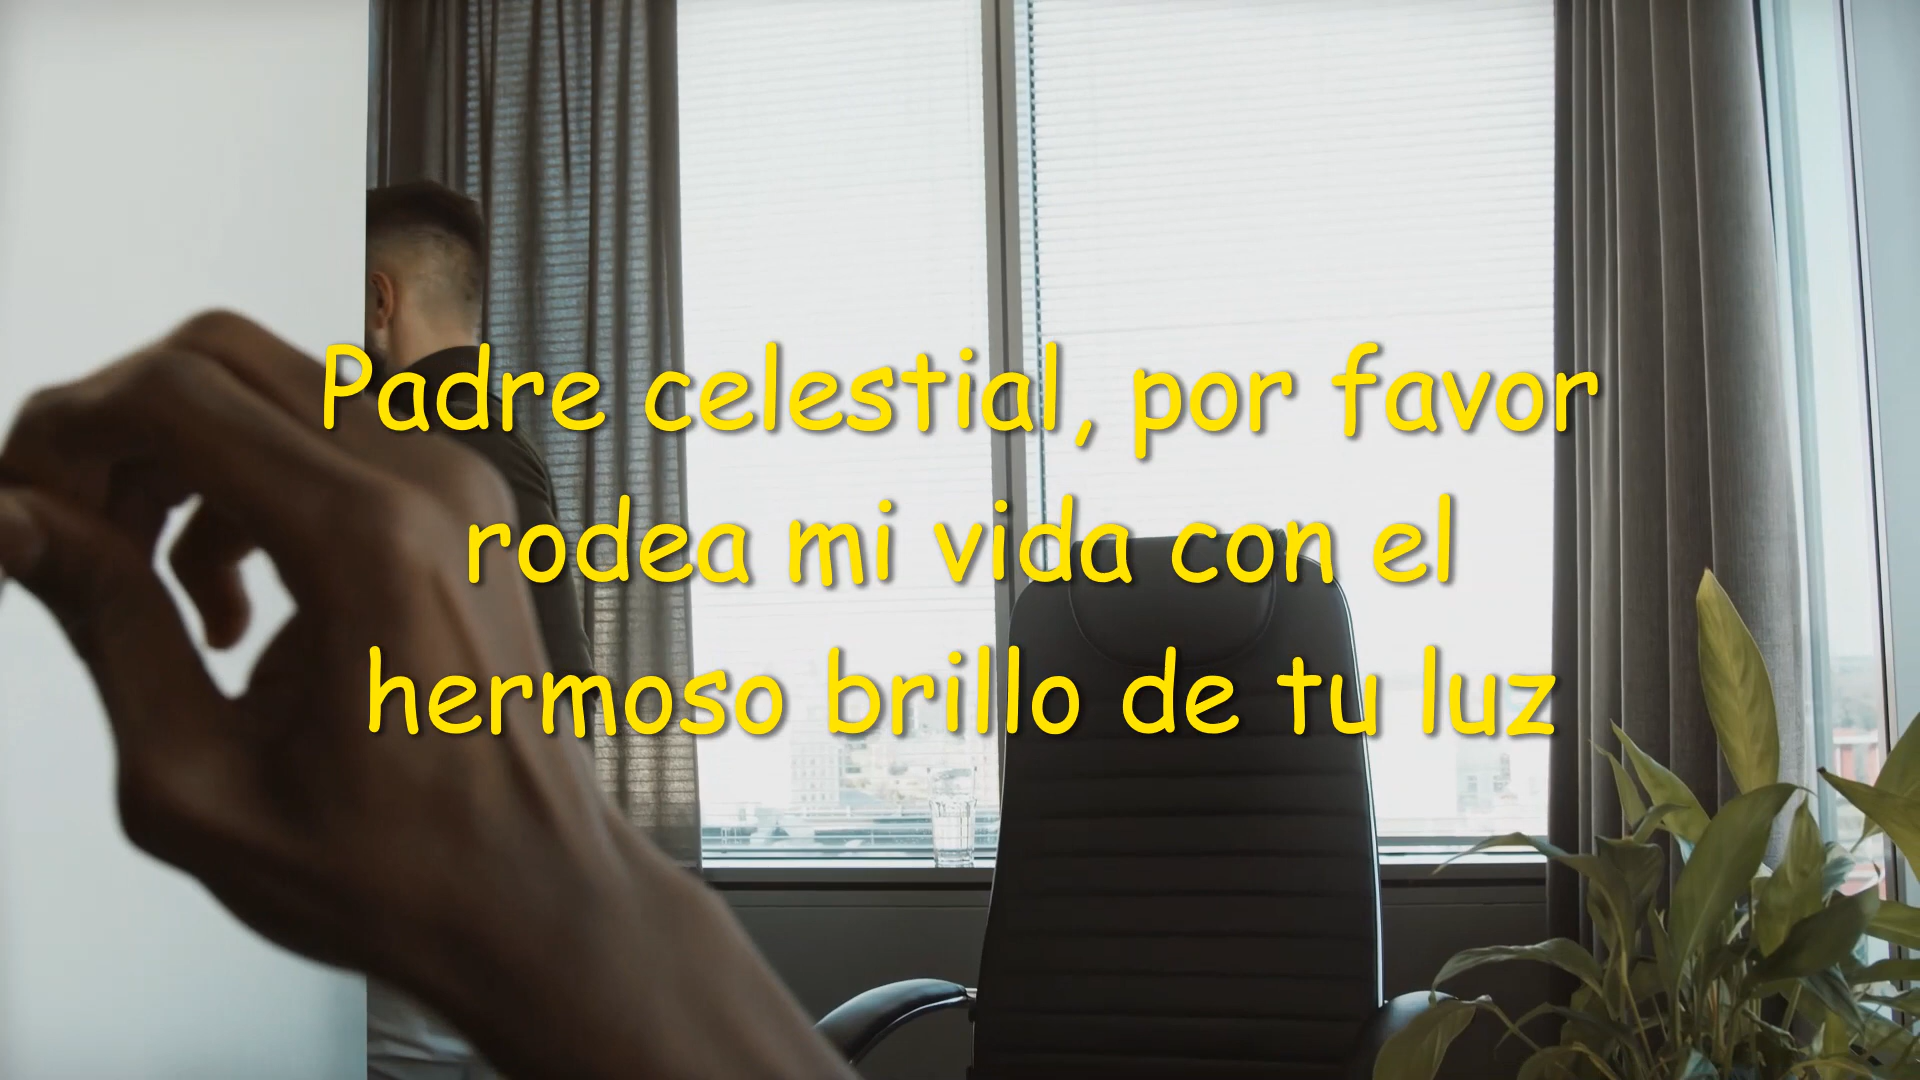 Padre celestial, por favor
rodea mi vida con el
hermoso brillo de tu luz